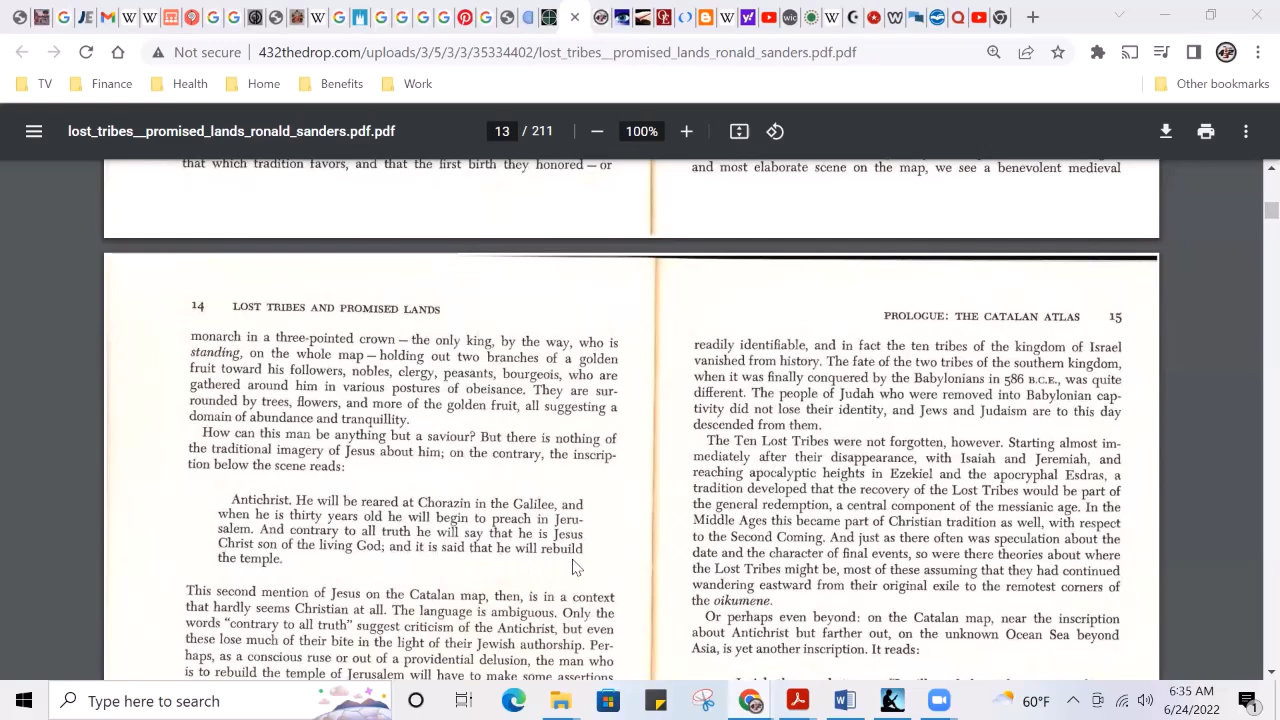 Not secure
432thedrop.com/uploads/3/5/3/3/35334402/lost_tribes__promised_lands_ronald_sanders.pdf.pdf
TV
Finance
Health
Home
Benefits
Work
Other bookmarks
lost_tribes__promised_lands_ronald_sanders.pdf.pdf
13 / 211
100%
that which tradition favors, and that the first birth they honored – or
14 LOST TRIBES AND PROMISED LANDS
monarch in a three-pointed crown – the only king, by the way, who is
standing, on the whole map – holding out two branches of a golden
fruit toward his followers, nobles, clergy, peasants, bourgeois, who are
gathered around him in various postures of obeisance. They are sur-
rounded by trees, flowers, and more of the golden fruit, all suggesting a
domain of abundance and tranquillity.
How can this man be anything but a saviour? But there is nothing of
the traditional imagery of Jesus about him; on the contrary, the inscrip-
tion below the scene reads:
Antichrist. He will be reared at Chorazin in the Galilee, and
when he is thirty years old he will begin to preach in Jeru-
salem. And contrary to all truth he will say that he is Jesus
Christ son of the living God; and it is said that he will rebuild
the temple.
This second mention of Jesus on the Catalan map, then, is in a context
that hardly seems Christian at all. The language is ambiguous. Only the
words “contrary to all truth” suggest criticism of the Antichrist, but even
these lose much of their bite in the light of their Jewish authorship. Per-
haps, as a conscious ruse or out of a providential delusion, the man who
is to rebuild the temple of Jerusalem will have to make some assertions
and most elaborate scene on the map, we see a benevolent medieval
PROLOGUE: THE CATALAN ATLAS 15
readily identifiable, and in fact the ten tribes of the kingdom of Israel
vanished from history. The fate of the two tribes of the southern kingdom,
when it was finally conquered by the Babylonians in 586 B.C.E., was quite
different. The people of Judah who were removed into Babylonian cap-
tivity did not lose their identity, and Jews and Judaism are to this day
descended from them.
The Ten Lost Tribes were not forgotten, however. Starting almost im-
mediately after their disappearance, with Isaiah and Jeremiah, and
reaching apocalyptic heights in Ezekiel and the apocryphal Esdras, a
tradition developed that the recovery of the Lost Tribes would be part of
the general redemption, a central component of the messianic age. In the
Middle Ages this became part of Christian tradition as well, with respect
to the Second Coming. And just as there often was speculation about the
date and the character of final events, so were there theories about where
the Lost Tribes might be, most of these assuming that they had continued
wandering eastward from their original exile to the remotest corners of
the oikumene.
Or perhaps even beyond: on the Catalan map, near the inscription
about Antichrist but farther out, on the unknown Ocean Sea beyond
Asia, is yet another inscription. It reads:
Type here to search
60°F
6:35 AM
6/24/2022